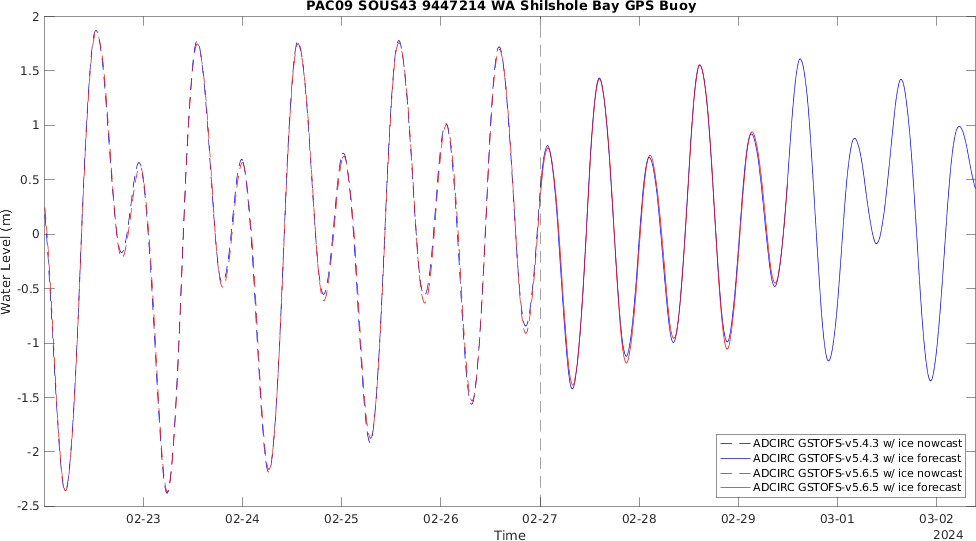 PAC09 SOUS43 9447214 WA Shilshole Bay GPS Buoy
2
1.5
1
0.5
0
-0.5
-1
-1.5
-2
-2.5
Water Level (m)
02-23 02-24 02-25 02-26 02-27 02-28 02-29 03-01 03-02
Time
2024
ADCIRC GSTOFS-v5.4.3 w/ ice nowcast
ADCIRC GSTOFS-v5.4.3 w/ ice forecast
ADCIRC GSTOFS-v5.6.5 w/ ice nowcast
ADCIRC GSTOFS-v5.6.5 w/ ice forecast